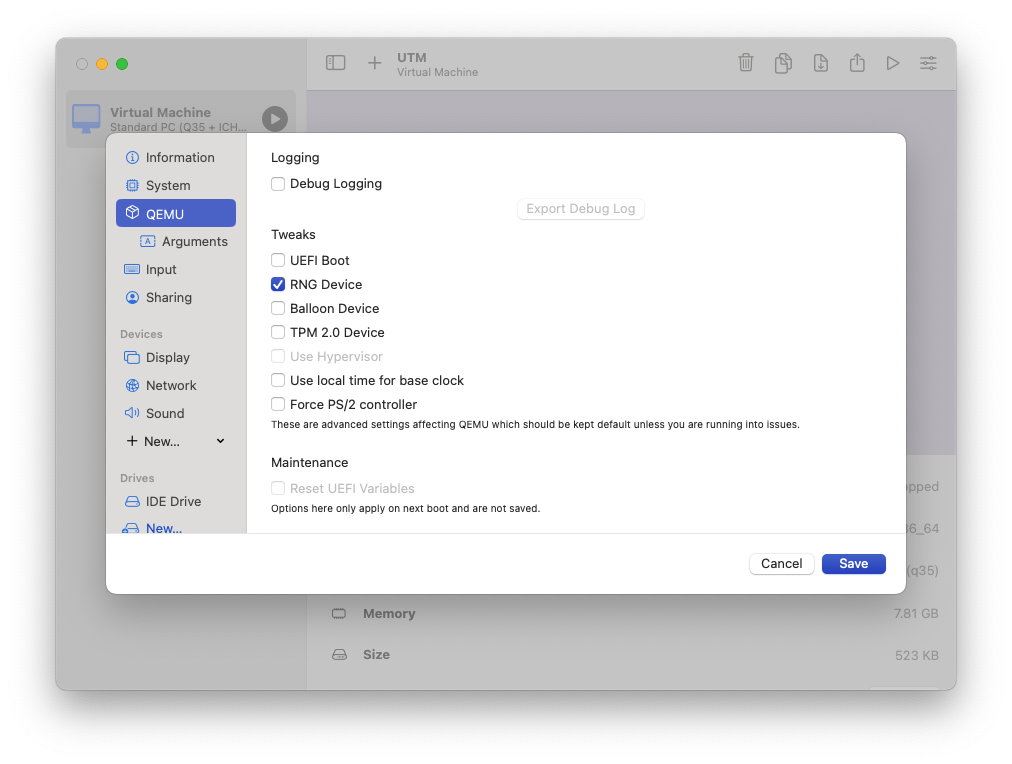 UTM
Virtual Machine
Virtual Machine
Standard PC (Q35 + ICH...
Information
System
QEMU
Arguments
Input
Sharing
Devices
Display
Network
Sound
New...
Drives
IDE Drive
New...
Logging
Debug Logging
Export Debug Log
Tweaks
UEFI Boot
RNG Device
Balloon Device
TPM 2.0 Device
Use Hypervisor
Use local time for base clock
Force PS/2 controller
These are advanced settings affecting QEMU which should be kept default unless you are running into issues.
Maintenance
Reset UEFI Variables
Options here only apply on next boot and are not saved.
Cancel
Save
opped
86_64
(q35)
Memory
7.81 GB
Size
523 KB